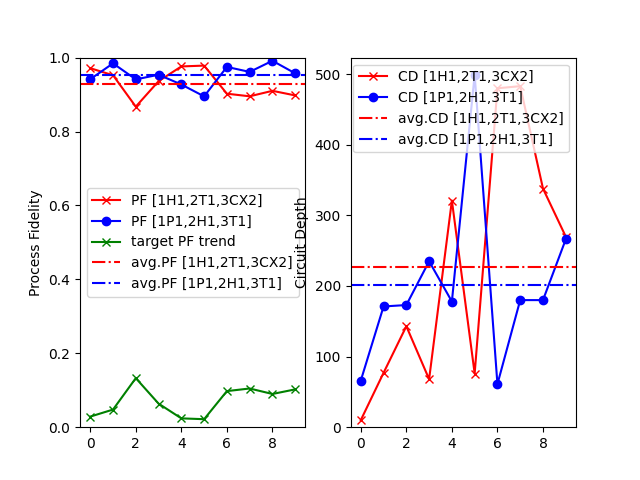 Process Fidelity
1.0
0.8
0.6
0.4
0.2
0.0
0 2 4 6 8
PF [1H1,2T1,3CX2]
PF [1P1,2H1,3T1]
target PF trend
avg.PF [1H1,2T1,3CX2]
avg.PF [1P1,2H1,3T1]
Circuit Depth
500
400
300
200
100
0
0 2 4 6 8
CD [1H1,2T1,3CX2]
CD [1P1,2H1,3T1]
avg.CD [1H1,2T1,3CX2]
avg.CD [1P1,2H1,3T1]